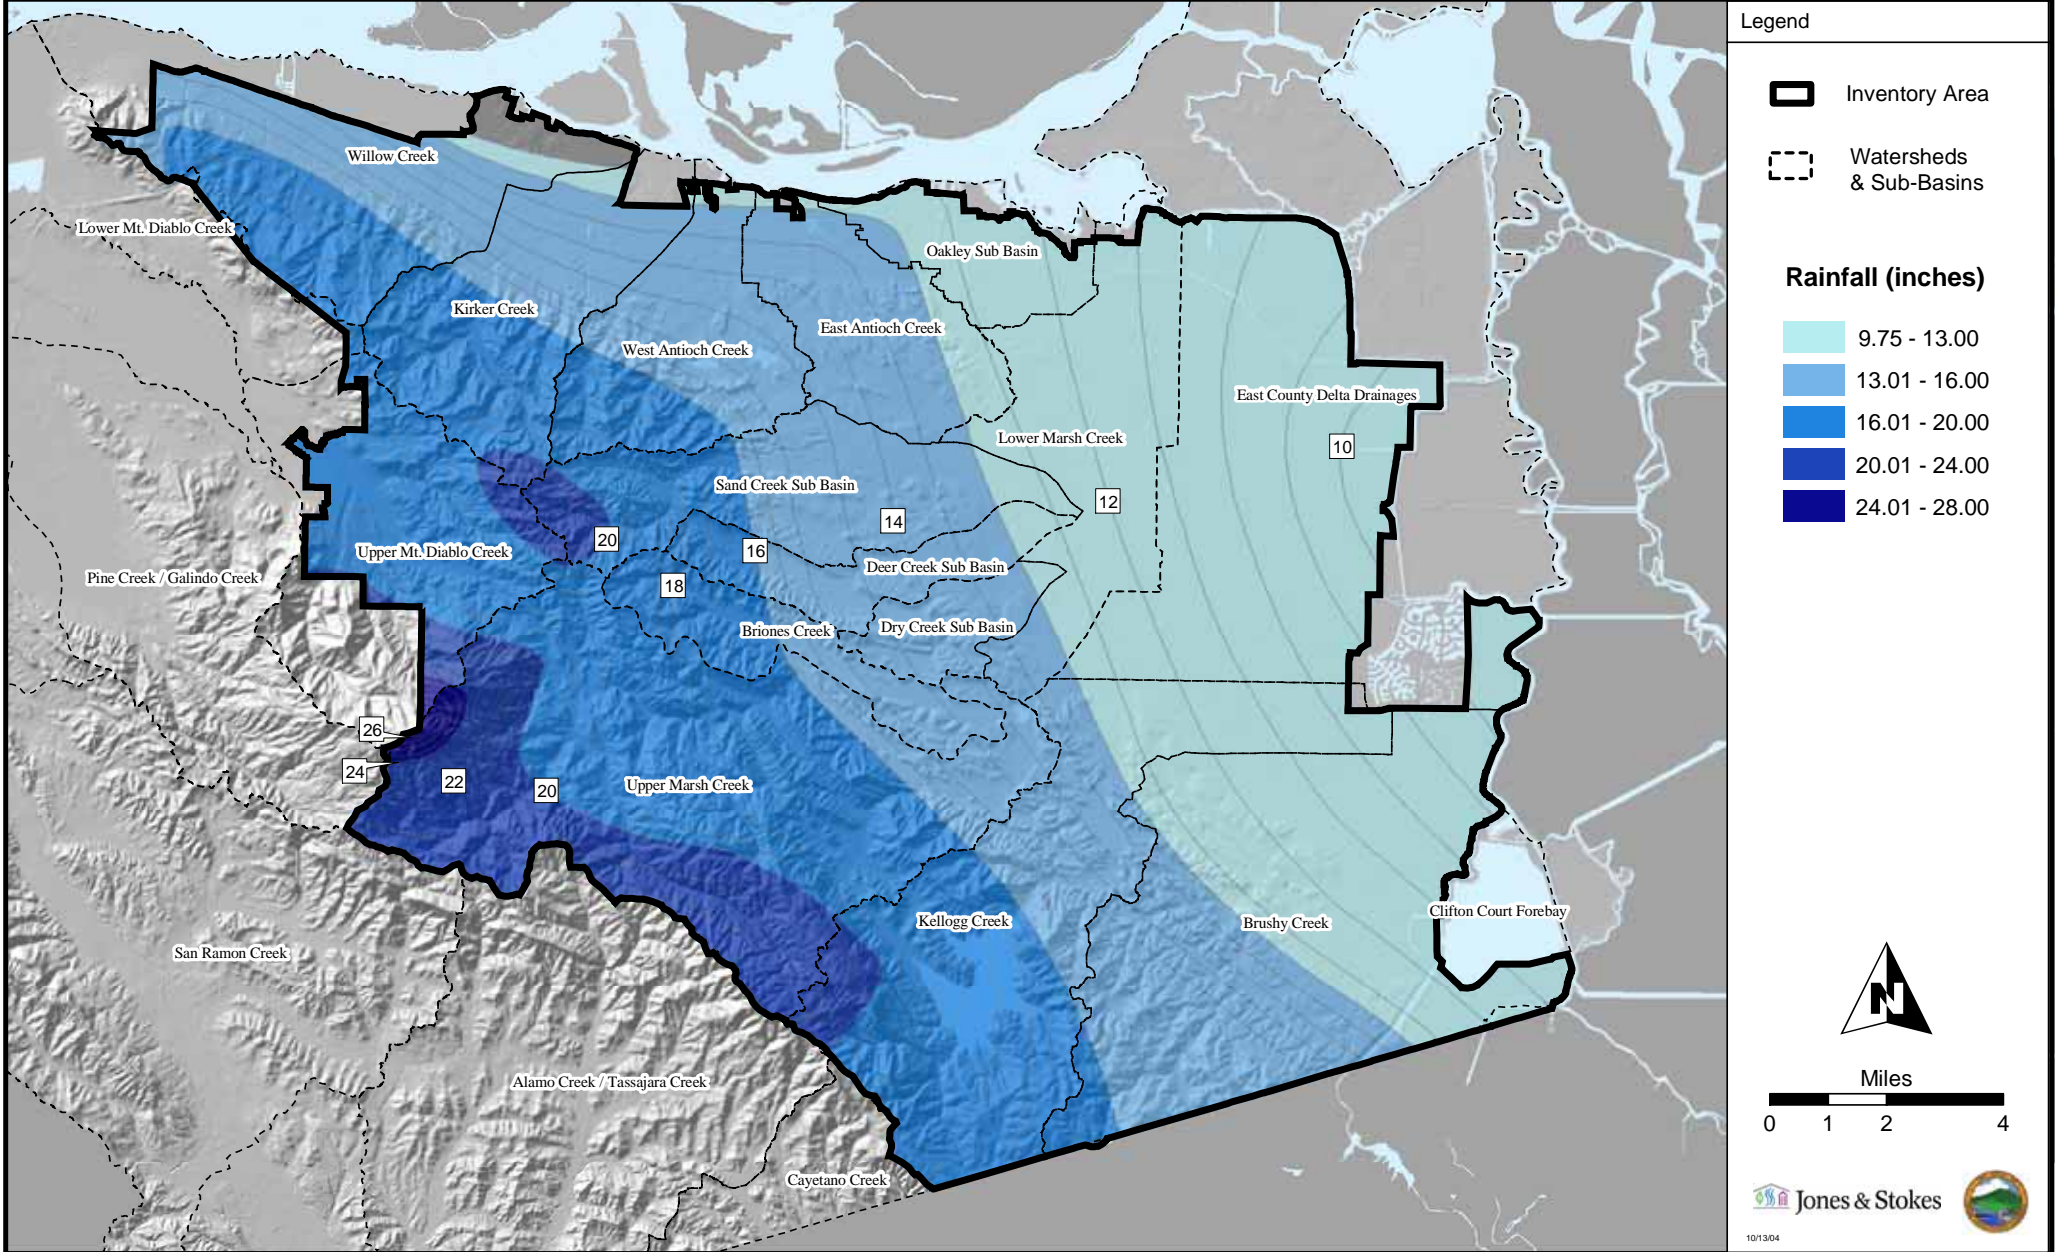 Willow Creek
Lower Mt. Diablo Creek
Oakley Sub Basin
Kirker Creek
East Antioch Creek
West Antioch Creek
East County Delta Drainages
Lower Marsh Creek
10
Sand Creek Sub Basin
12
14
20
16
Upper Mt. Diablo Creek
Deer Creek Sub Basin
Pine Creek / Galindo Creek
18
Briones Creek
Dry Creek Sub Basin
26
24
22
20
Upper Marsh Creek
Kellogg Creek
Brushy Creek
Clifton Court Forebay
San Ramon Creek
Alamo Creek / Tassajara Creek
Cayetano Creek
Legend
Inventory Area
Watersheds
& Sub-Basins
Rainfall (inches)
9.75 - 13.00
13.01 - 16.00
16.01 - 20.00
20.01 - 24.00
24.01 - 28.00
N
Miles
0 1 2 4
Jones & Stokes
10/13/04